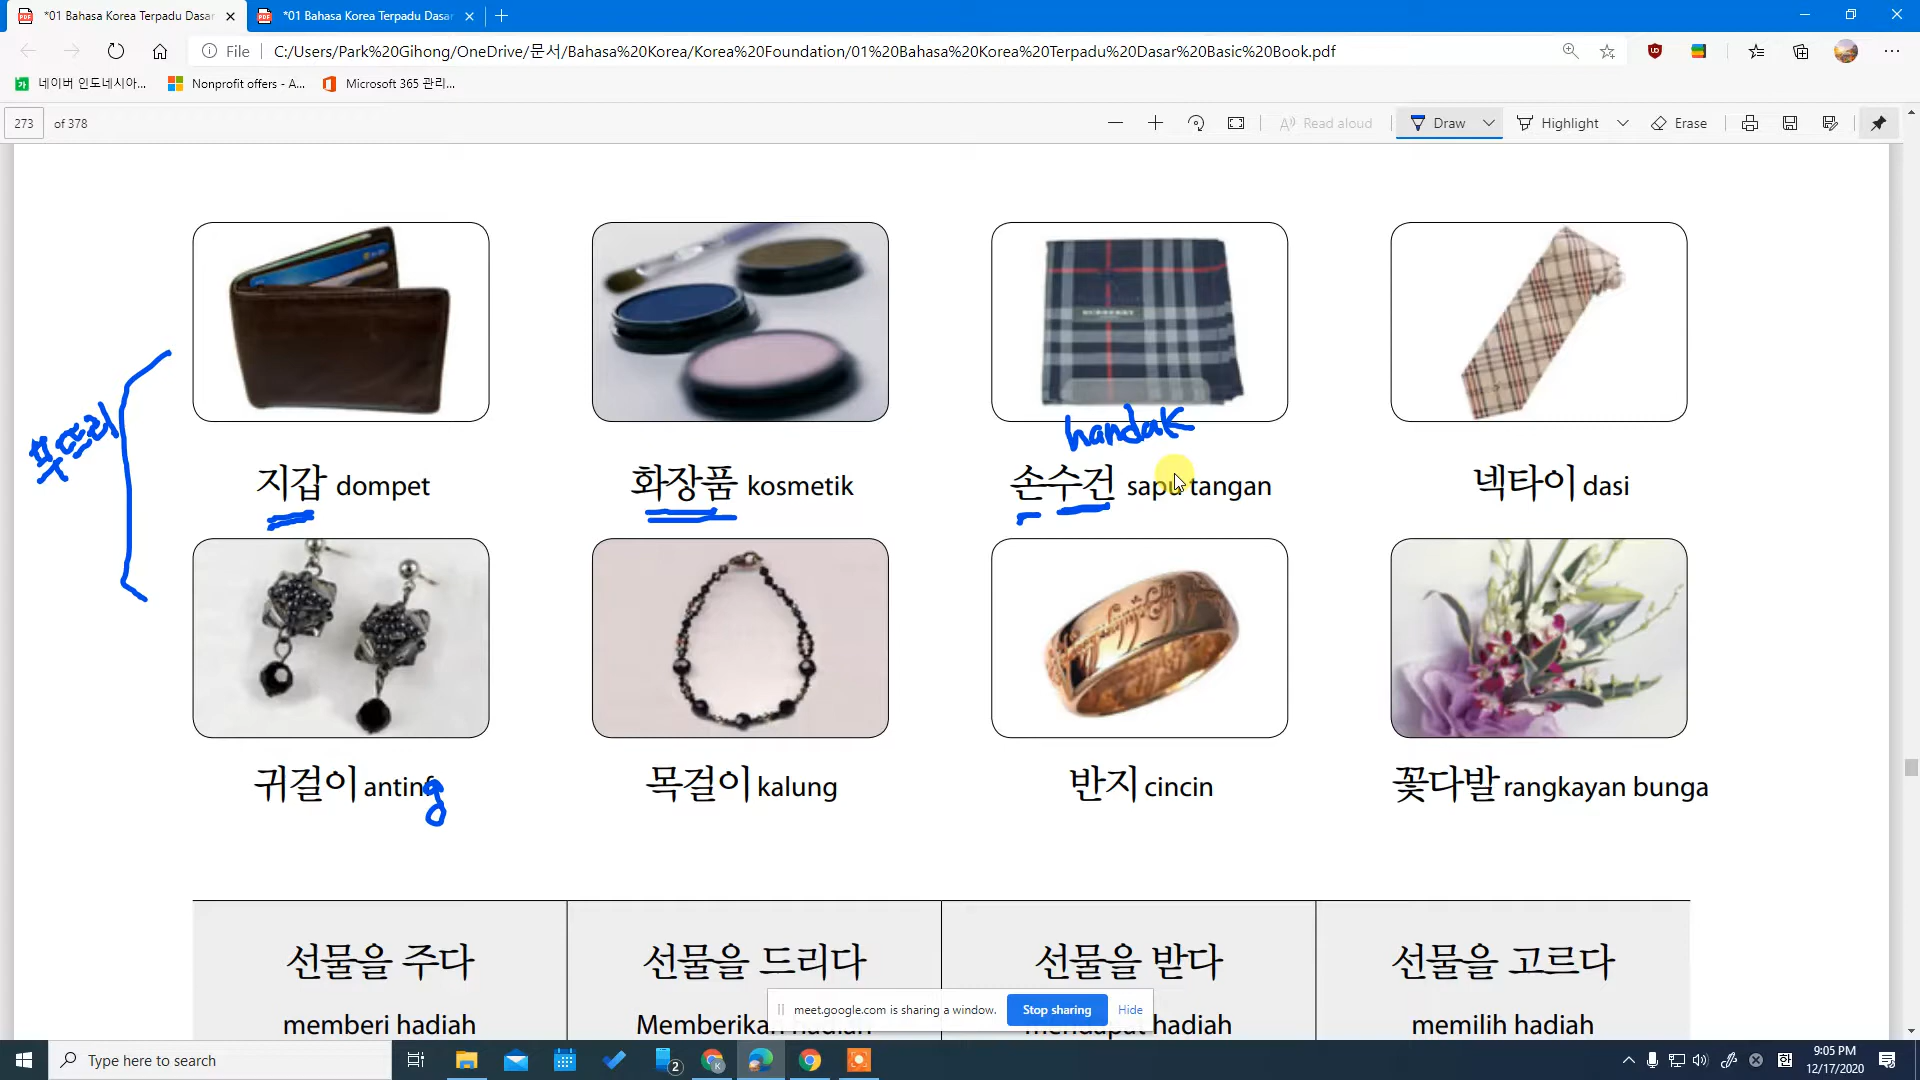 *01 Bahasa Korea Terpadu Dasar
*01 Bahasa Korea Terpadu Dasar
File
C:/Users/Park%20Gihong/OneDrive/문서/Bahasa%20Korea/Korea%20Foundation/01%20Bahasa%20Korea%20Terpadu%20Dasar%20Basic%20Book.pdf
네이버 인도네시아...
Nonprofit offers - A...
Microsoft 365 관리...
273 of 378
Read aloud
Draw
Highlight
Erase
BURBERRY
handak
지갑 dompet
화장품 kosmetik
손수건 sapu tangan
넥타이 dasi
귀걸이 anting
목걸이 kalung
반지 cincin
꽃다발 rangkayan bunga
선물을 주다
선물을 드리다
선물을 받다
선물을 고르다
memberi hadiah
Memberikan hadiah
mendapat hadiah
memilih hadiah
meet.google.com is sharing a window.
Stop sharing
Hide
Type here to search
2
K
한
9:05 PM
12/17/2020